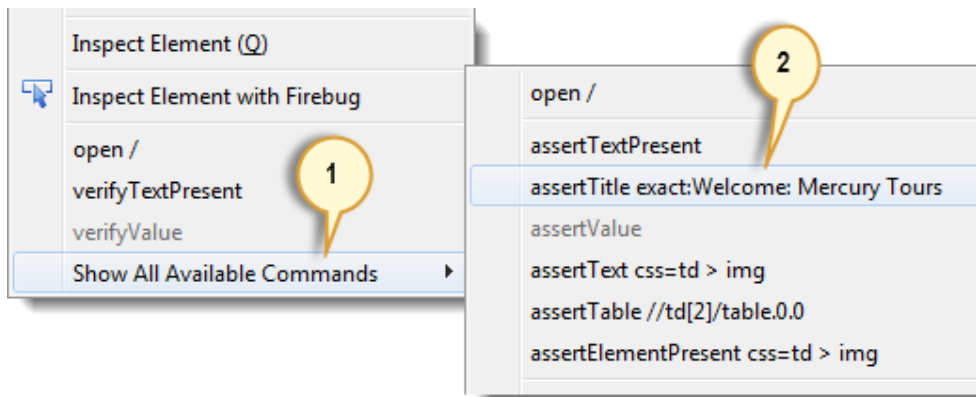 Inspect Element (Q)
Inspect Element with Firebug
open /
verifyTextPresent
verifyValue
Show All Available Commands
1
2
open /
assertTextPresent
assertTitle exact:Welcome: Mercury Tours
assertValue
assertText css=td > img
assertTable //td[2]/table.0.0
assertElementPresent css=td > img